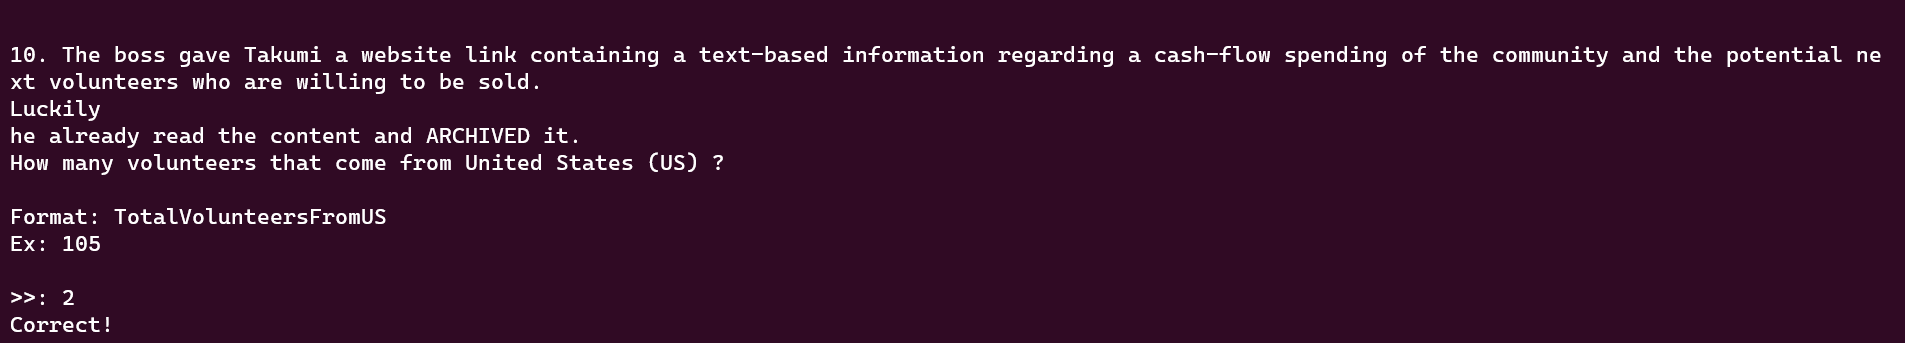 10. The boss gave Takumi a website link containing a text-based information regarding a cash-flow spending of the community and the potential ne
xt volunteers who are willing to be sold.
Luckily
he already read the content and ARCHIVED it.
How many volunteers that come from United States (US) ?
Format: TotalVolunteersFromUS
Ex: 105
>>: 2
Correct!